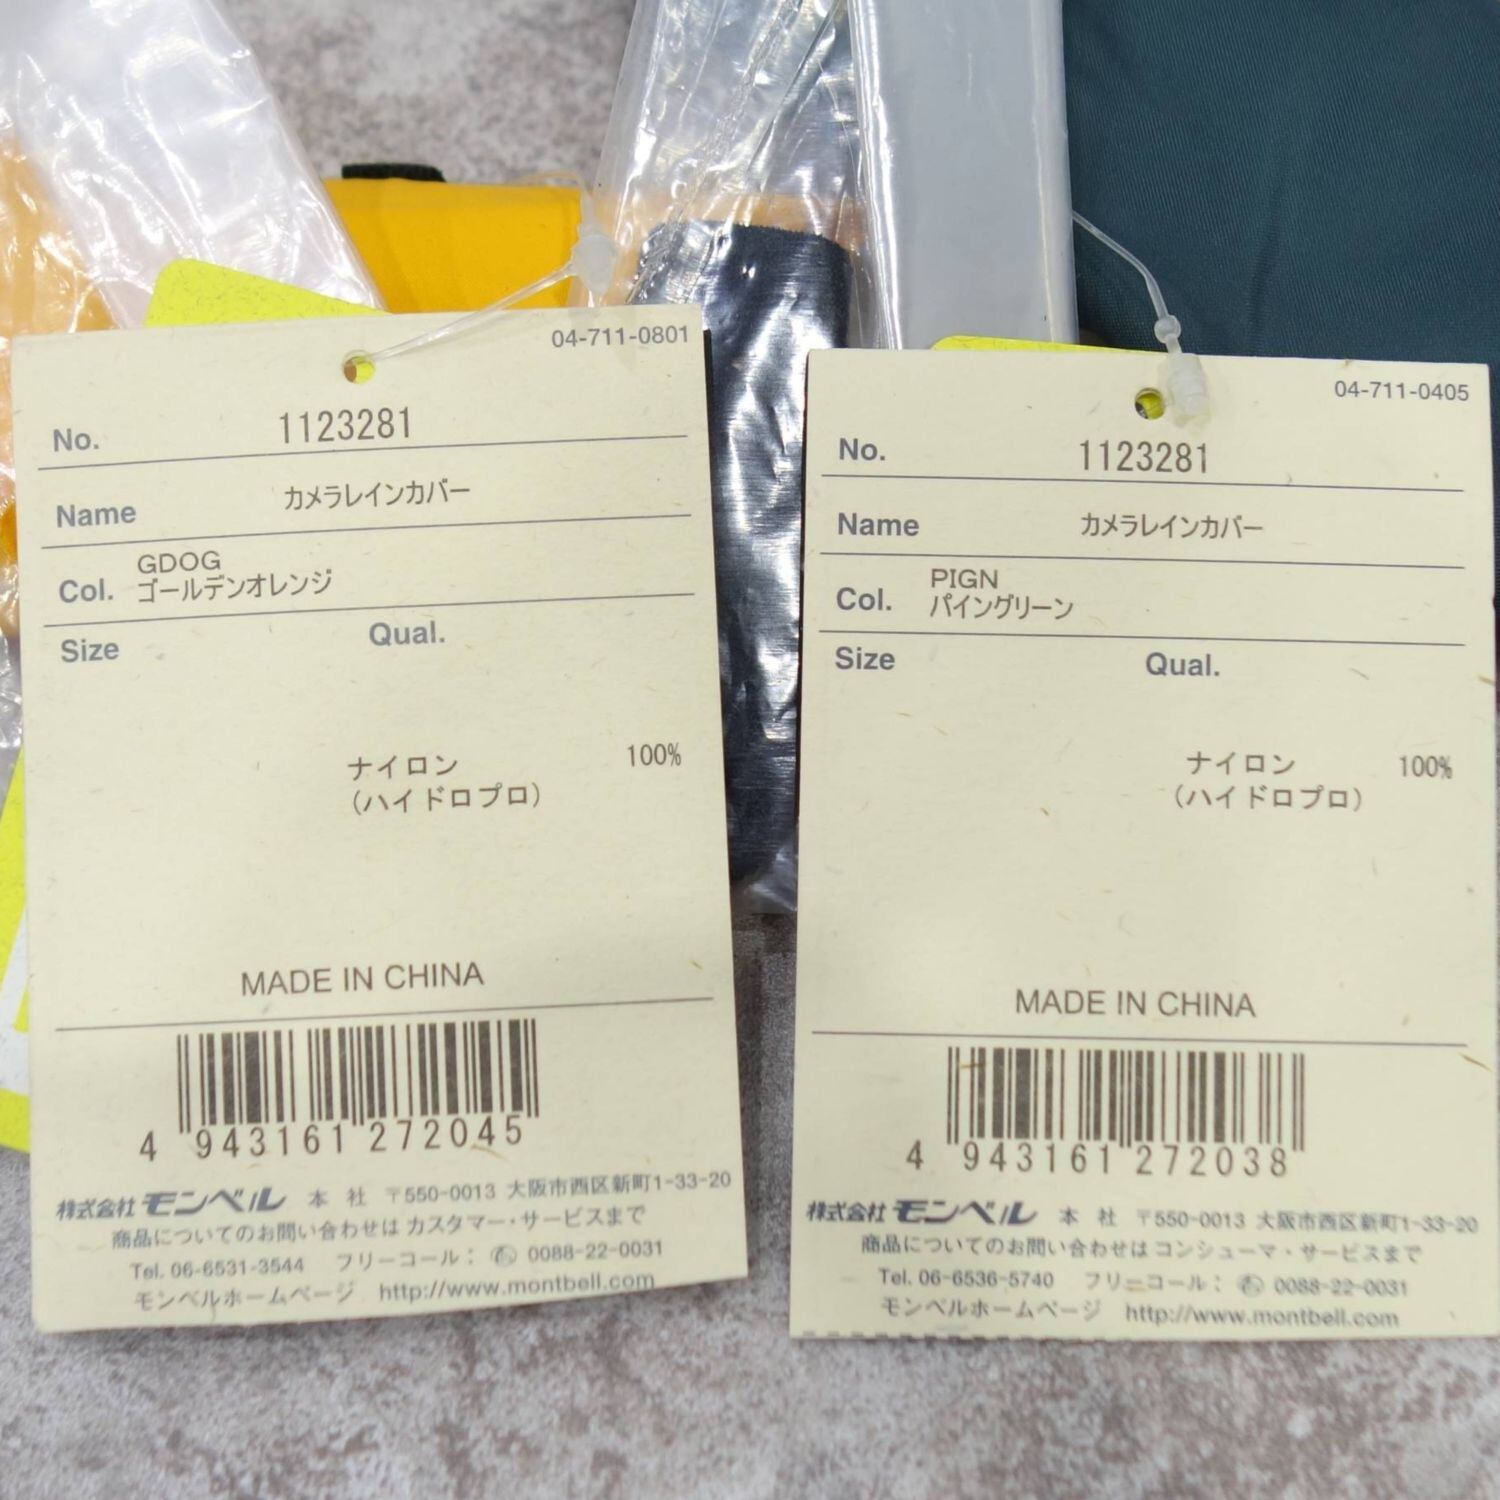 04-711-0801
No. 1123281
Name カメラレインカバー
GDOG
Col. ゴールデンオレンジ
Size Qual.
ナイロン 100%
(ハイドロプロ)
MADE IN CHINA
4 943161 272045
株式会社 モンベル 本 社 〒550-0013 大阪市西区新町1-33-20
商品についてのお問い合わせは カスタマー・サービスまで
Tel. 06-6531-3544 フリーコール: 0088-22-0031
モンベルホームページ http://www.montbell.com
04-711-0405
No. 1123281
Name カメラレインカバー
PIGN
Col. パイングリーン
Size Qual.
ナイロン 100%
(ハイドロプロ)
MADE IN CHINA
4 943161 272038
株式会社 モンベル 本 社 〒550-0013 大阪市西区新町1-33-20
商品についてのお問い合わせは コンシューマ・サービスまで
Tel. 06-6536-5740 フリーコール: 0088-22-0031
モンベルホームページ http://www.montbell.com